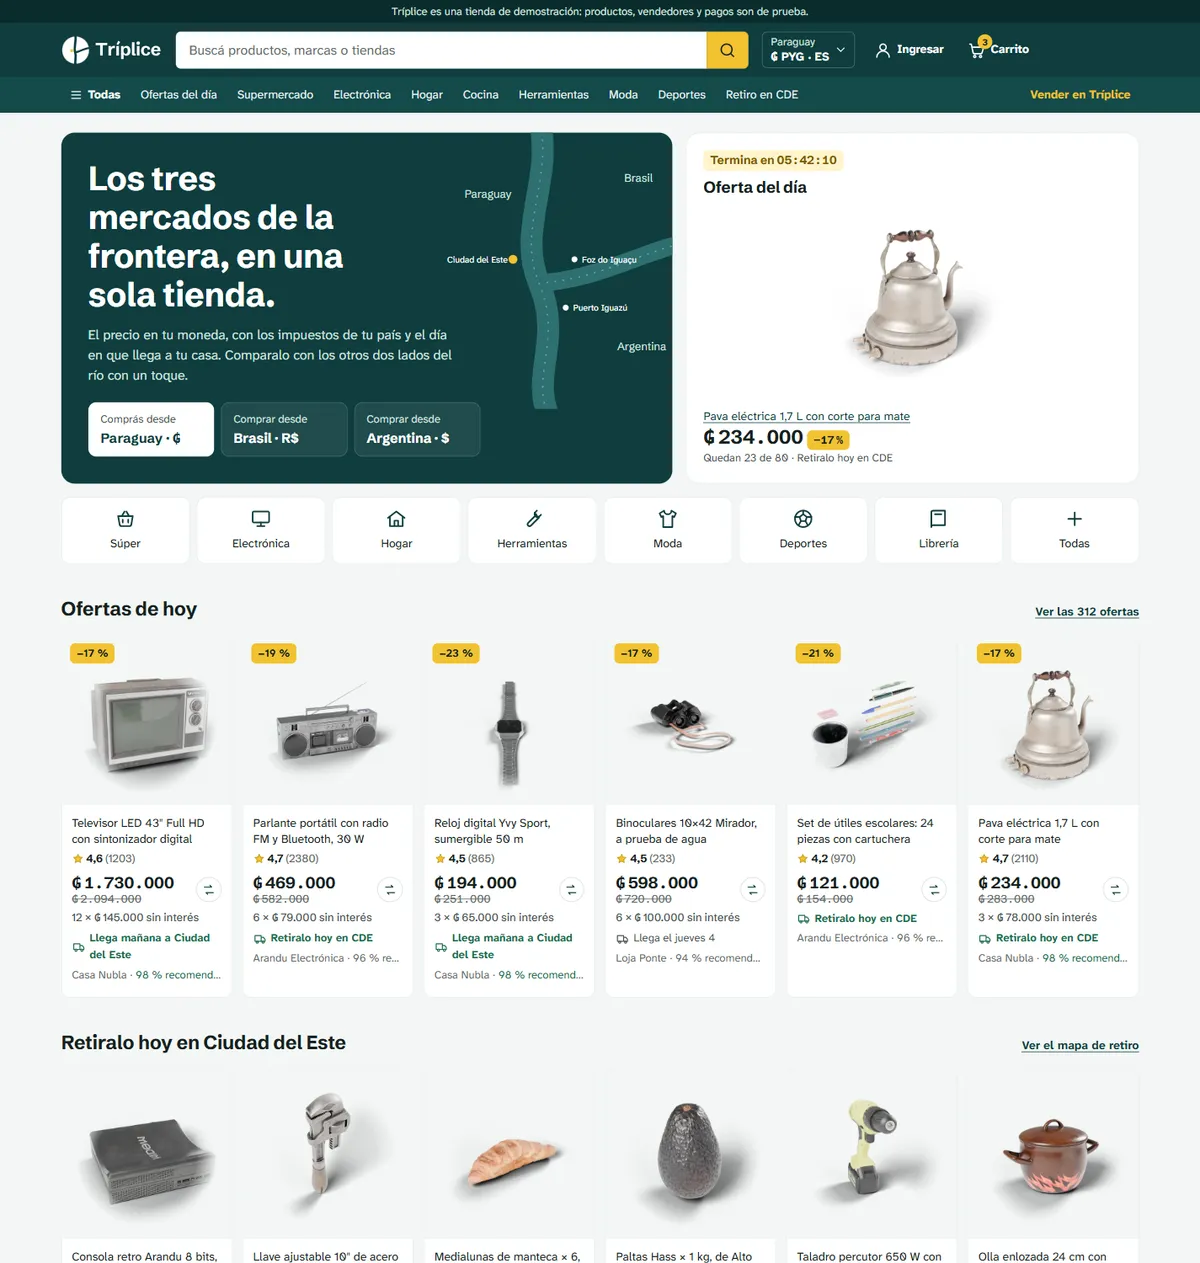 Tríplice es una tienda de demostración: productos, vendedores y pagos son de prueba.
Tríplice
Buscá productos, marcas o tiendas
Paraguay
₲ PYG · ES
Ingresar
3
Carrito
Todas
Ofertas del día
Supermercado
Electrónica
Hogar
Cocina
Herramientas
Moda
Deportes
Retiro en CDE
Vender en Tríplice
Los tres
mercados de la
frontera, en una
sola tienda.
El precio en tu moneda, con los impuestos de tu país y el día
en que llega a tu casa. Comparalo con los otros dos lados del
río con un toque.
Comprás desde
Paraguay · ₲
Comprar desde
Brasil · R$
Comprar desde
Argentina · $
Paraguay
Brasil
Ciudad del Este
Foz do Iguaçu
Puerto Iguazú
Argentina
Termina en 05:42:10
Oferta del día
Pava eléctrica 1,7 L con corte para mate
₲ 234.000 −17 %
Quedan 23 de 80 · Retiralo hoy en CDE
Súper
Electrónica
Hogar
Herramientas
Moda
Deportes
Librería
Todas
Ofertas de hoy
Ver las 312 ofertas
−17 %
Televisor LED 43" Full HD
con sintonizador digital
4,6 (1203)
₲ 1.730.000
₲ 2.094.000
12 × ₲ 145.000 sin interés
Llega mañana a Ciudad
del Este
Casa Nubla · 98 % recomend...
−19 %
Parlante portátil con radio
FM y Bluetooth, 30 W
4,7 (2380)
₲ 469.000
₲ 582.000
6 × ₲ 79.000 sin interés
Retiralo hoy en CDE
Arandu Electrónica · 96 % re...
−23 %
Reloj digital Yvy Sport,
sumergible 50 m
4,5 (865)
₲ 194.000
₲ 251.000
3 × ₲ 65.000 sin interés
Llega mañana a Ciudad
del Este
Casa Nubla · 98 % recomend...
−17 %
Binoculares 10×42 Mirador,
a prueba de agua
4,5 (233)
₲ 598.000
₲ 720.000
6 × ₲ 100.000 sin interés
Llega el jueves 4
Loja Ponte · 94 % recomend...
−21 %
Set de útiles escolares: 24
piezas con cartuchera
4,2 (970)
₲ 121.000
₲ 154.000
Retiralo hoy en CDE
Arandu Electrónica · 96 % re...
−17 %
Pava eléctrica 1,7 L con
corte para mate
4,7 (2110)
₲ 234.000
₲ 283.000
3 × ₲ 78.000 sin interés
Retiralo hoy en CDE
Casa Nubla · 98 % recomend...
Retiralo hoy en Ciudad del Este
Ver el mapa de retiro
Consola retro Arandu 8 bits,
Llave ajustable 10" de acero
Medialunas de manteca × 6,
Paltas Hass × 1 kg, de Alto
Taladro percutor 650 W con
Olla enlozada 24 cm con